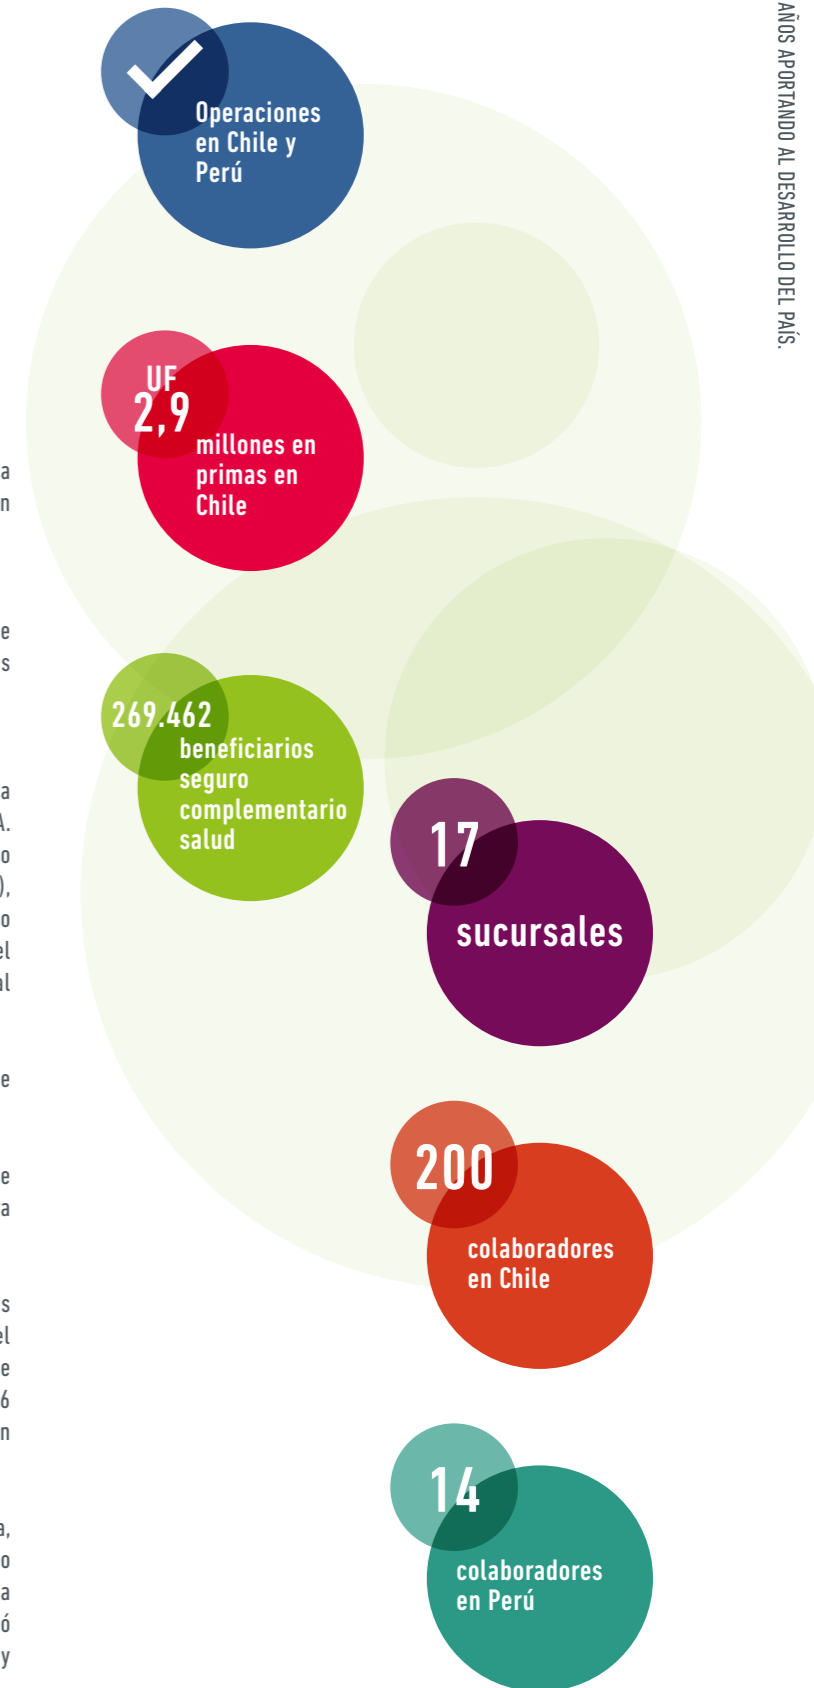 AÑOS APORTANDO AL DESARROLLO DEL PAÍS.
Operaciones
en Chile y
Perú
UF
2,9
millones en
primas en
Chile
269.462
beneficiarios
seguro
complementario
salud
17
sucursales
200
colaboradores
en Chile
14
colaboradores
en Perú